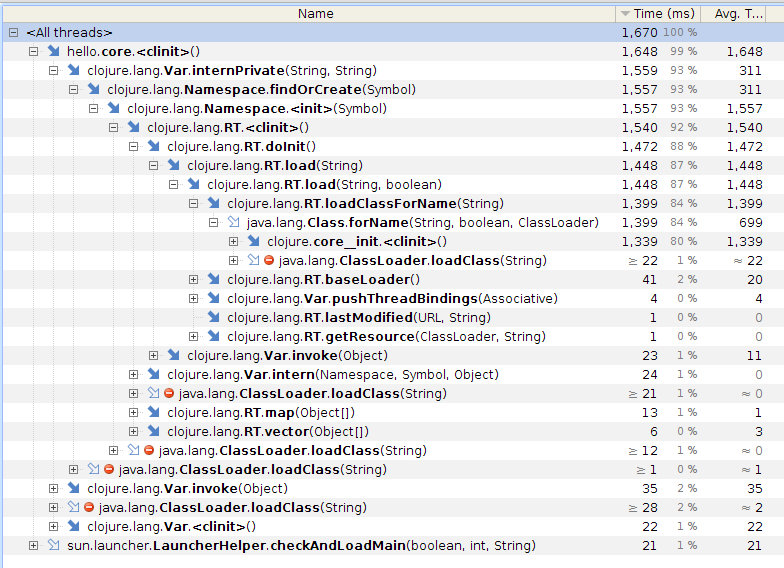 Name Time (ms) Avg. T...
<All threads> 1,670 100 %
hello.core.<clinit>() 1,648 99 % 1,648
clojure.lang.Var.internPrivate(String, String) 1,559 93 % 311
clojure.lang.Namespace.findOrCreate(Symbol) 1,557 93 % 311
clojure.lang.Namespace.<init>(Symbol) 1,557 93 % 1,557
clojure.lang.RT.<clinit>() 1,540 92 % 1,540
clojure.lang.RT.doInit() 1,472 88 % 1,472
clojure.lang.RT.load(String) 1,448 87 % 1,448
clojure.lang.RT.load(String, boolean) 1,448 87 % 1,448
clojure.lang.RT.loadClassForName(String) 1,399 84 % 1,399
java.lang.Class.forName(String, boolean, ClassLoader) 1,399 84 % 699
clojure.core__init.<clinit>() 1,339 80 % 1,339
java.lang.ClassLoader.loadClass(String) ≥ 22 1 % ≈ 22
clojure.lang.RT.baseLoader() 41 2 % 20
clojure.lang.Var.pushThreadBindings(Associative) 4 0 % 4
clojure.lang.RT.lastModified(URL, String) 1 0 % 0
clojure.lang.RT.getResource(ClassLoader, String) 1 0 % 0
clojure.lang.Var.invoke(Object) 23 1 % 11
clojure.lang.Var.intern(Namespace, Symbol, Object) 24 1 % 0
java.lang.ClassLoader.loadClass(String) ≥ 21 1 % ≈ 0
clojure.lang.RT.map(Object[]) 13 1 % 1
clojure.lang.RT.vector(Object[]) 6 0 % 3
java.lang.ClassLoader.loadClass(String) ≥ 12 1 % ≈ 0
java.lang.ClassLoader.loadClass(String) ≥ 1 0 % ≈ 1
clojure.lang.Var.invoke(Object) 35 2 % 35
java.lang.ClassLoader.loadClass(String) ≥ 28 2 % ≈ 2
clojure.lang.Var.<clinit>() 22 1 % 22
sun.launcher.LauncherHelper.checkAndLoadMain(boolean, int, String) 21 1 % 21